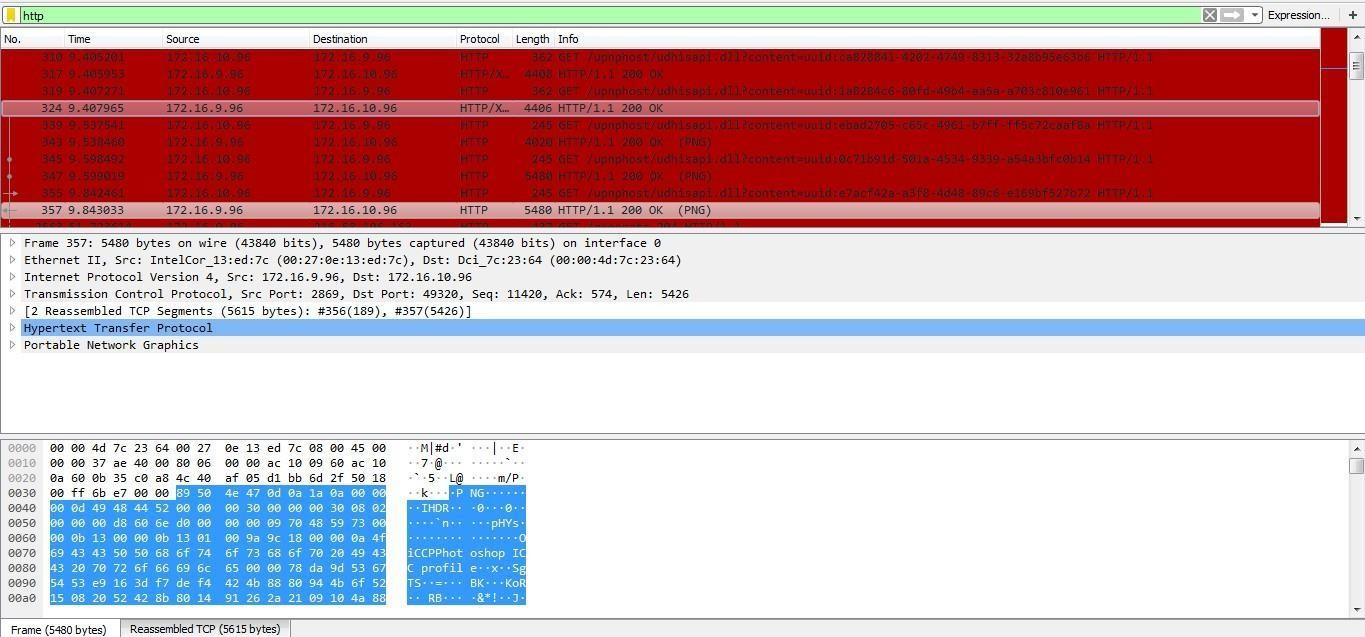 http Expression... +
No. Time Source Destination Protocol Length Info
310 9.405201 172.16.10.96 172.16.9.96 HTTP 362 GET /upnphost/udhisapi.dll?content=uuid:ca828841-4202-4749-8313-32a8b95e63b6 HTTP/1.1
317 9.405953 172.16.9.96 172.16.10.96 HTTP/X… 4408 HTTP/1.1 200 OK
319 9.407271 172.16.10.96 172.16.9.96 HTTP 362 GET /upnphost/udhisapi.dll?content=uuid:1a8284c6-80fd-49b4-aa5a-a703c810e961 HTTP/1.1
324 9.407965 172.16.9.96 172.16.10.96 HTTP/X… 4406 HTTP/1.1 200 OK
339 9.537541 172.16.10.96 172.16.9.96 HTTP 245 GET /upnphost/udhisapi.dll?content=uuid:ebad2705-c65c-4961-b7ff-ff5c72caaf8a HTTP/1.1
343 9.538460 172.16.9.96 172.16.10.96 HTTP 4020 HTTP/1.1 200 OK (PNG)
345 9.598492 172.16.10.96 172.16.9.96 HTTP 245 GET /upnphost/udhisapi.dll?content=uuid:0c71b91d-501a-4534-9339-a54a3bfc0b14 HTTP/1.1
347 9.599019 172.16.9.96 172.16.10.96 HTTP 5480 HTTP/1.1 200 OK (PNG)
355 9.842461 172.16.10.96 172.16.9.96 HTTP 245 GET /upnphost/udhisapi.dll?content=uuid:e7acf42a-a3f8-4d48-89c6-e169bf527b72 HTTP/1.1
357 9.843033 172.16.9.96 172.16.10.96 HTTP 5480 HTTP/1.1 200 OK (PNG)
Frame 357: 5480 bytes on wire (43840 bits), 5480 bytes captured (43840 bits) on interface 0
Ethernet II, Src: IntelCor_13:ed:7c (00:27:0e:13:ed:7c), Dst: Dci_7c:23:64 (00:00:4d:7c:23:64)
Internet Protocol Version 4, Src: 172.16.9.96, Dst: 172.16.10.96
Transmission Control Protocol, Src Port: 2869, Dst Port: 49320, Seq: 11420, Ack: 574, Len: 5426
[2 Reassembled TCP Segments (5615 bytes): #356(189), #357(5426)]
Hypertext Transfer Protocol
Portable Network Graphics
0000 00 00 4d 7c 23 64 00 27 0e 13 ed 7c 08 00 45 00 ··M|#d·' ···|··E·
0010 00 00 37 ae 40 00 80 06 00 00 ac 10 09 60 ac 10 ··7·@··· ·····`··
0020 0a 60 0b 35 c0 a8 4c 40 af 05 d1 bb 6d 2f 50 18 ·`·5··L@ ····m/P·
0030 00 ff 6b e7 00 00 89 50 4e 47 0d 0a 1a 0a 00 00 ··k····P NG······
0040 00 0d 49 48 44 52 00 00 00 30 00 00 00 30 08 02 ··IHDR·· ·0···0··
0050 00 00 00 d8 60 6e d0 00 00 00 09 70 48 59 73 00 ····`n·· ···pHYs·
0060 00 0b 13 00 00 0b 13 01 00 9a 9c 18 00 00 0a 4f ········ ·······O
0070 69 43 43 50 50 68 6f 74 6f 73 68 6f 70 20 49 43 iCCPPhot oshop IC
0080 43 20 70 72 6f 66 69 6c 65 00 00 78 da 9d 53 67 C profil e··x··Sg
0090 54 53 e9 16 3d f7 de f4 42 4b 88 80 94 4b 6f 52 TS··=··· BK···KoR
00a0 15 08 20 52 42 8b 80 14 91 26 2a 21 09 10 4a 88 ·· RB··· ·&*!··J·
Frame (5480 bytes) Reassembled TCP (5615 bytes)